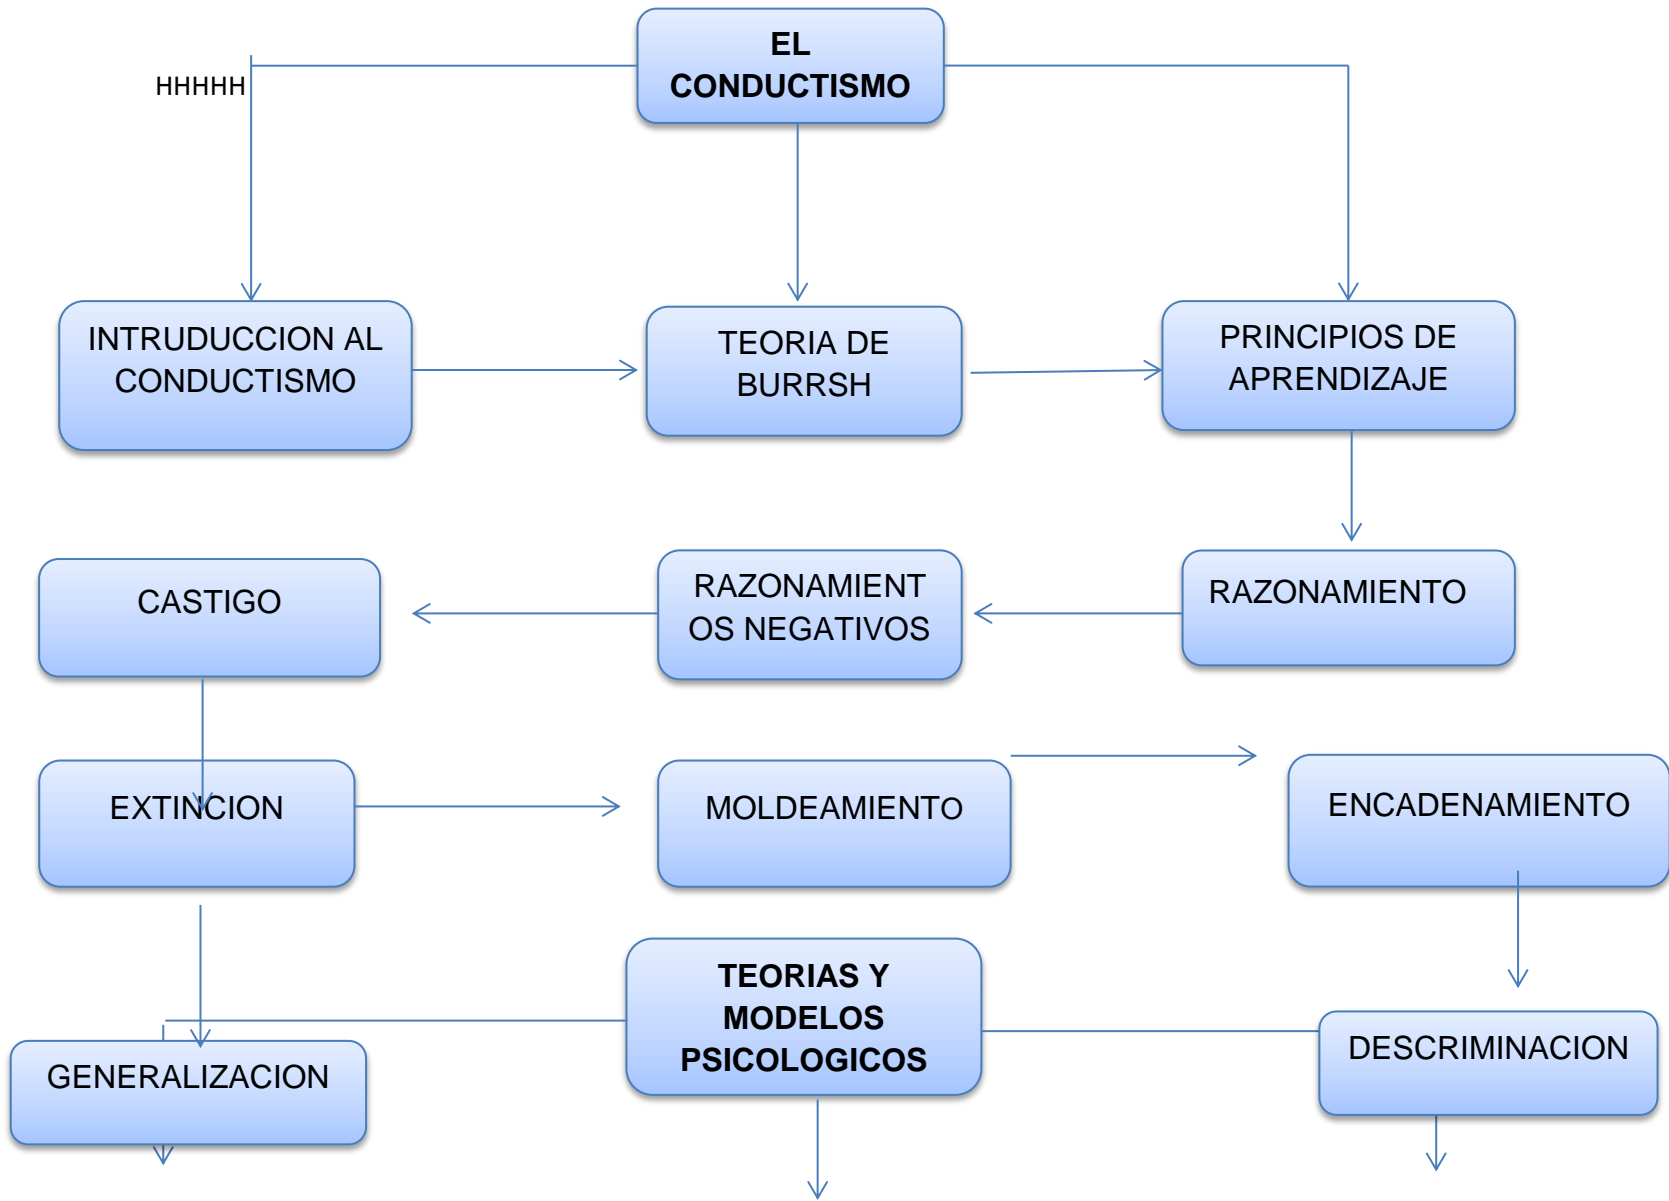 EL
CONDUCTISMO
HHHHH
INTRUDUCCION AL
CONDUCTISMO
TEORIA DE
BURRSH
PRINCIPIOS DE
APRENDIZAJE
CASTIGO
RAZONAMIENT
OS NEGATIVOS
RAZONAMIENTO
EXTINCION
MOLDEAMIENTO
ENCADENAMIENTO
TEORIAS Y
MODELOS
PSICOLOGICOS
GENERALIZACION
DESCRIMINACION